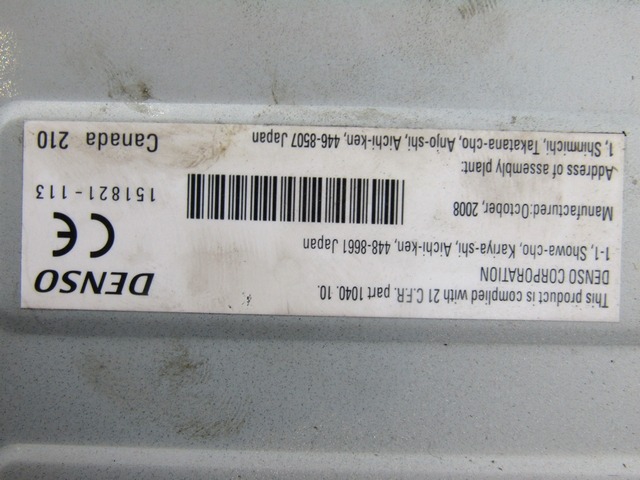 This product is complied with 21 C.F.R. part 1040. 10.
DENSO CORPORATION
1-1, Showa-cho, Kariya-shi, Aichi-ken, 448-8661 Japan
Manufactured:October, 2008
Address of assembly plant:
1, Shinmichi, Takatana-cho, Anjo-shi, Aichi-ken, 446-8507 Japan
DENSO
CE
151821-113
Canada 210